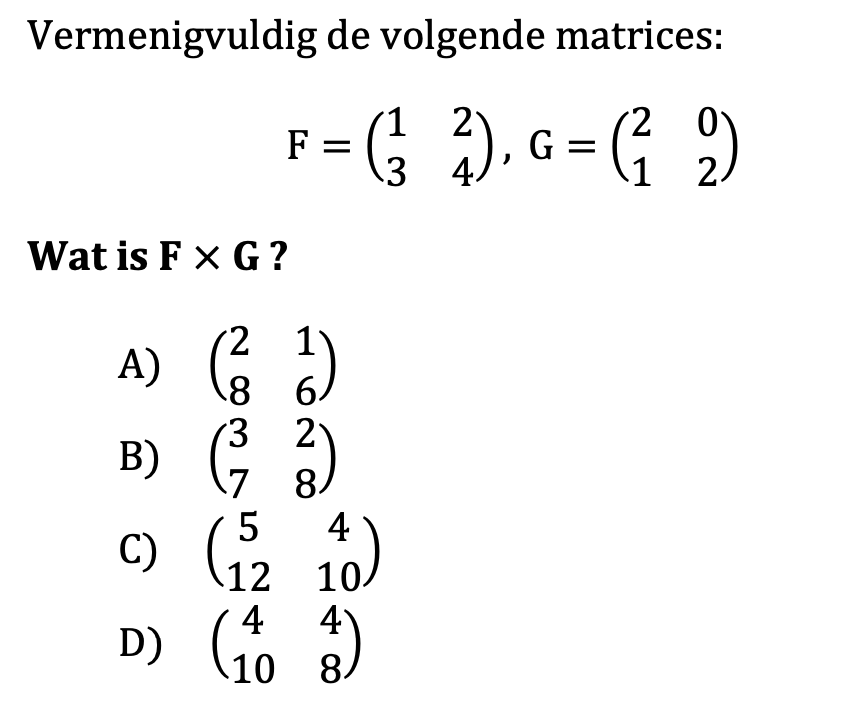 Vermenigvuldig de volgende matrices:
F = (1 2
3 4), G = (2 0
1 2)
Wat is F × G ?
A) (2 1
8 6)
B) (3 2
7 8)
C) (5 4
12 10)
D) (4 4
10 8)